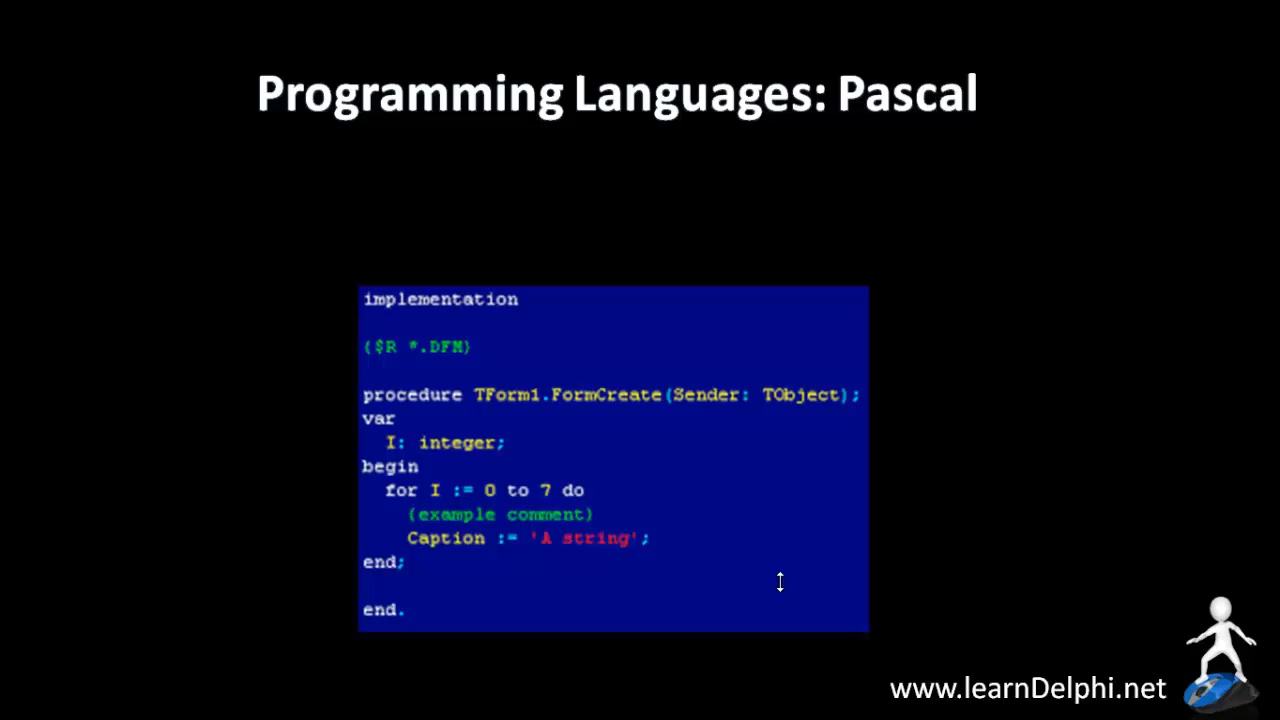 Programming Languages: Pascal
implementation
{$R *.DFM}
procedure TForm1.FormCreate(Sender: TObject);
var
I: integer;
begin
for I := 0 to 7 do
{example comment}
Caption := 'A string';
end;
end.
www.learnDelphi.net